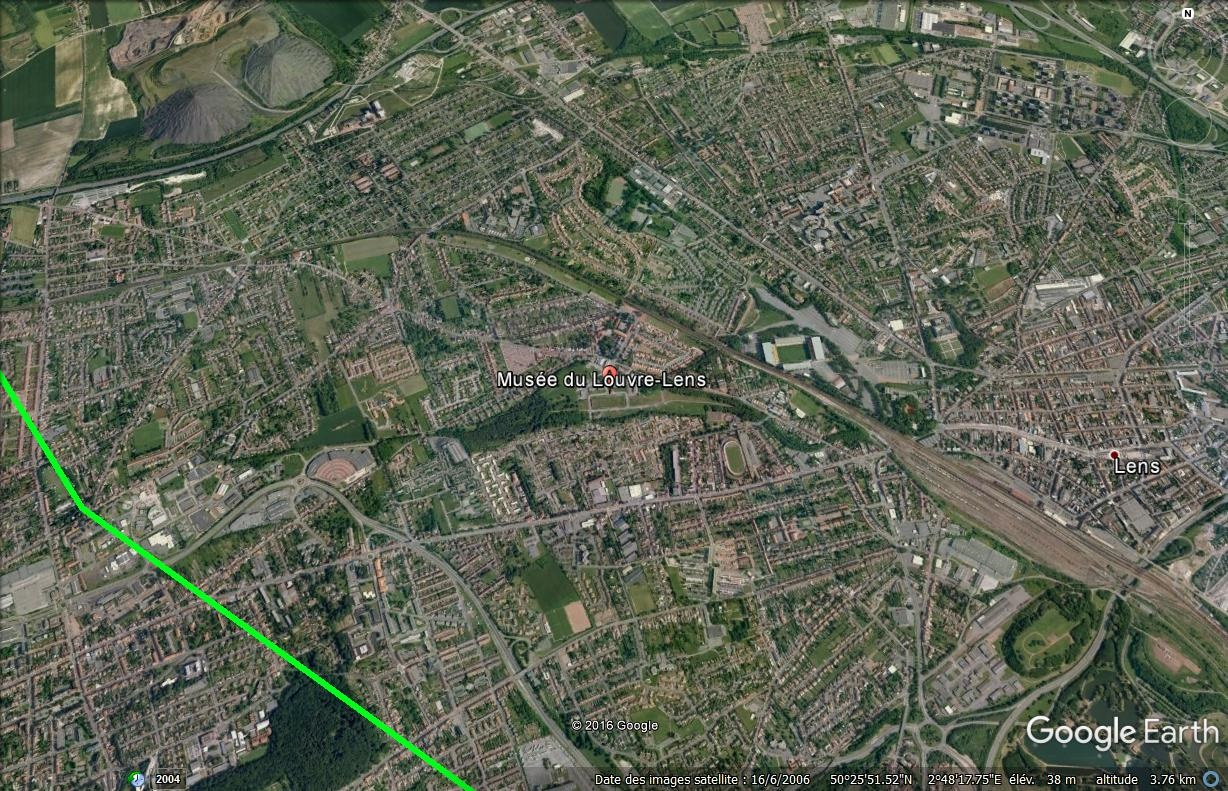 N
Musée du Louvre-Lens
Lens
© 2016 Google
Google Earth
2004
Date des images satellite : 16/6/2006 50°25'51.52"N 2°48'17.75"E élév. 38 m altitude 3.76 km